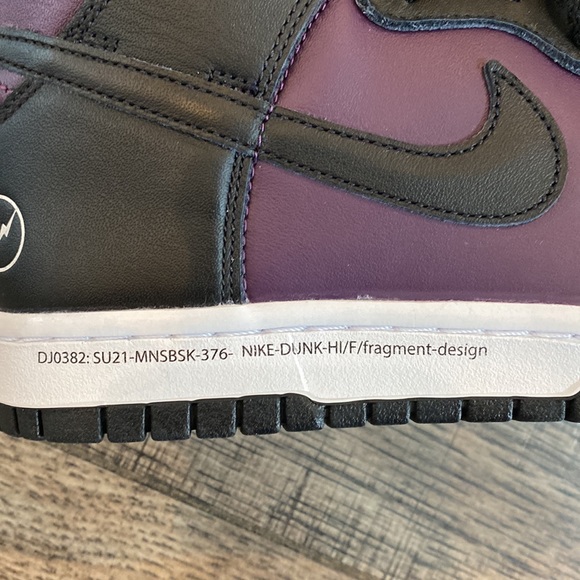 DJ0382: SU21-MNSBSK-376- NIKE-DUNK-HI/F/fragment-design